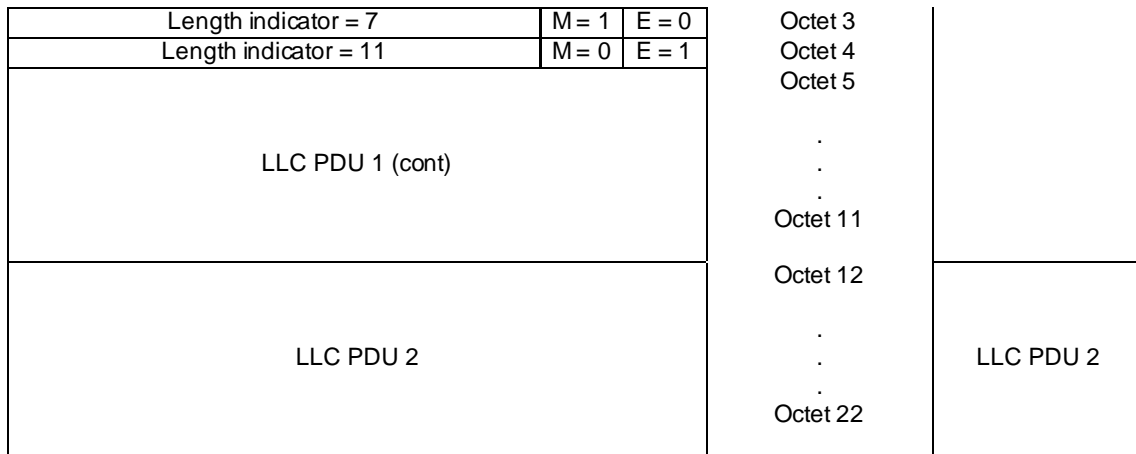 Length indicator = 7 M = 1 E = 0 Octet 3
Length indicator = 11 M = 0 E = 1 Octet 4
Octet 5
.
LLC PDU 1 (cont) .
.
Octet 11
Octet 12
.
LLC PDU 2 . LLC PDU 2
.
Octet 22